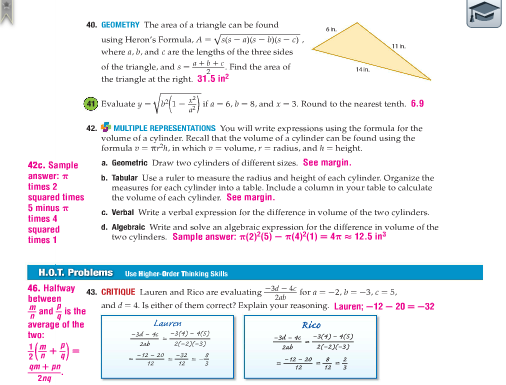 40. GEOMETRY The area of a triangle can be found
using Heron's Formula, A = √s(s − a)(s − b)(s − c) ,
where a, b, and c are the lengths of the three sides
of the triangle, and s = (a + b + c)/2. Find the area of
the triangle at the right. 31.5 in²
6 in.
11 in.
14 in.
41 Evaluate y = √b²(1 − x²/a²) if a = 6, b = 8, and x = 3. Round to the nearest tenth. 6.9
42. MULTIPLE REPRESENTATIONS You will write expressions using the formula for the
volume of a cylinder. Recall that the volume of a cylinder can be found using the
formula v = πr²h, in which v = volume, r = radius, and h = height.
a. Geometric Draw two cylinders of different sizes. See margin.
b. Tabular Use a ruler to measure the radius and height of each cylinder. Organize the
measures for each cylinder into a table. Include a column in your table to calculate
the volume of each cylinder. See margin.
c. Verbal Write a verbal expression for the difference in volume of the two cylinders.
d. Algebraic Write and solve an algebraic expression for the difference in volume of the
two cylinders. Sample answer: π(2)²(5) − π(4)²(1) = 4π ≈ 12.5 in³
42c. Sample
answer: π
times 2
squared times
5 minus π
times 4
squared
times 1
H.O.T. Problems Use Higher-Order Thinking Skills
46. Halfway
between
m/n and p/q is the
average of the
two:
1/2(m/n + p/q) =
(qm + pn)/2nq.
43. CRITIQUE Lauren and Rico are evaluating (−3d − 4c)/2ab for a = −2, b = −3, c = 5,
and d = 4. Is either of them correct? Explain your reasoning. Lauren; −12 − 20 = −32
Lauren
(−3d − 4c)/2ab = (−3(4) − 4(5))/2(−2)(−3)
= (−12 − 20)/12 = −32/12 = −8/3
Rico
(−3d − 4c)/2ab = (−3(4) − 4(5))/2(−2)(−3)
= (−12 − 20)/12 = 8/12 = 2/3